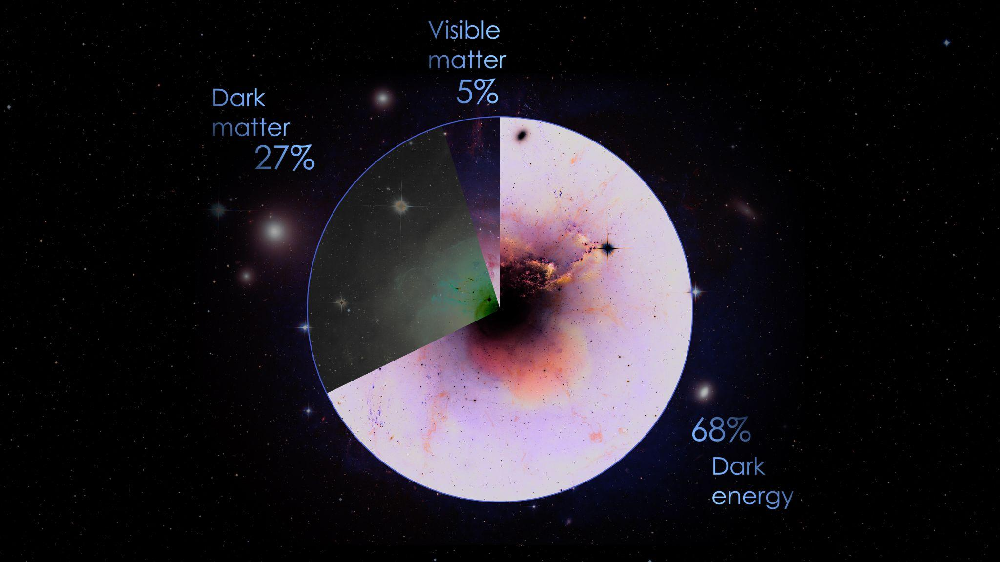 Visible
matter
5%
Dark
matter
27%
68%
Dark
energy